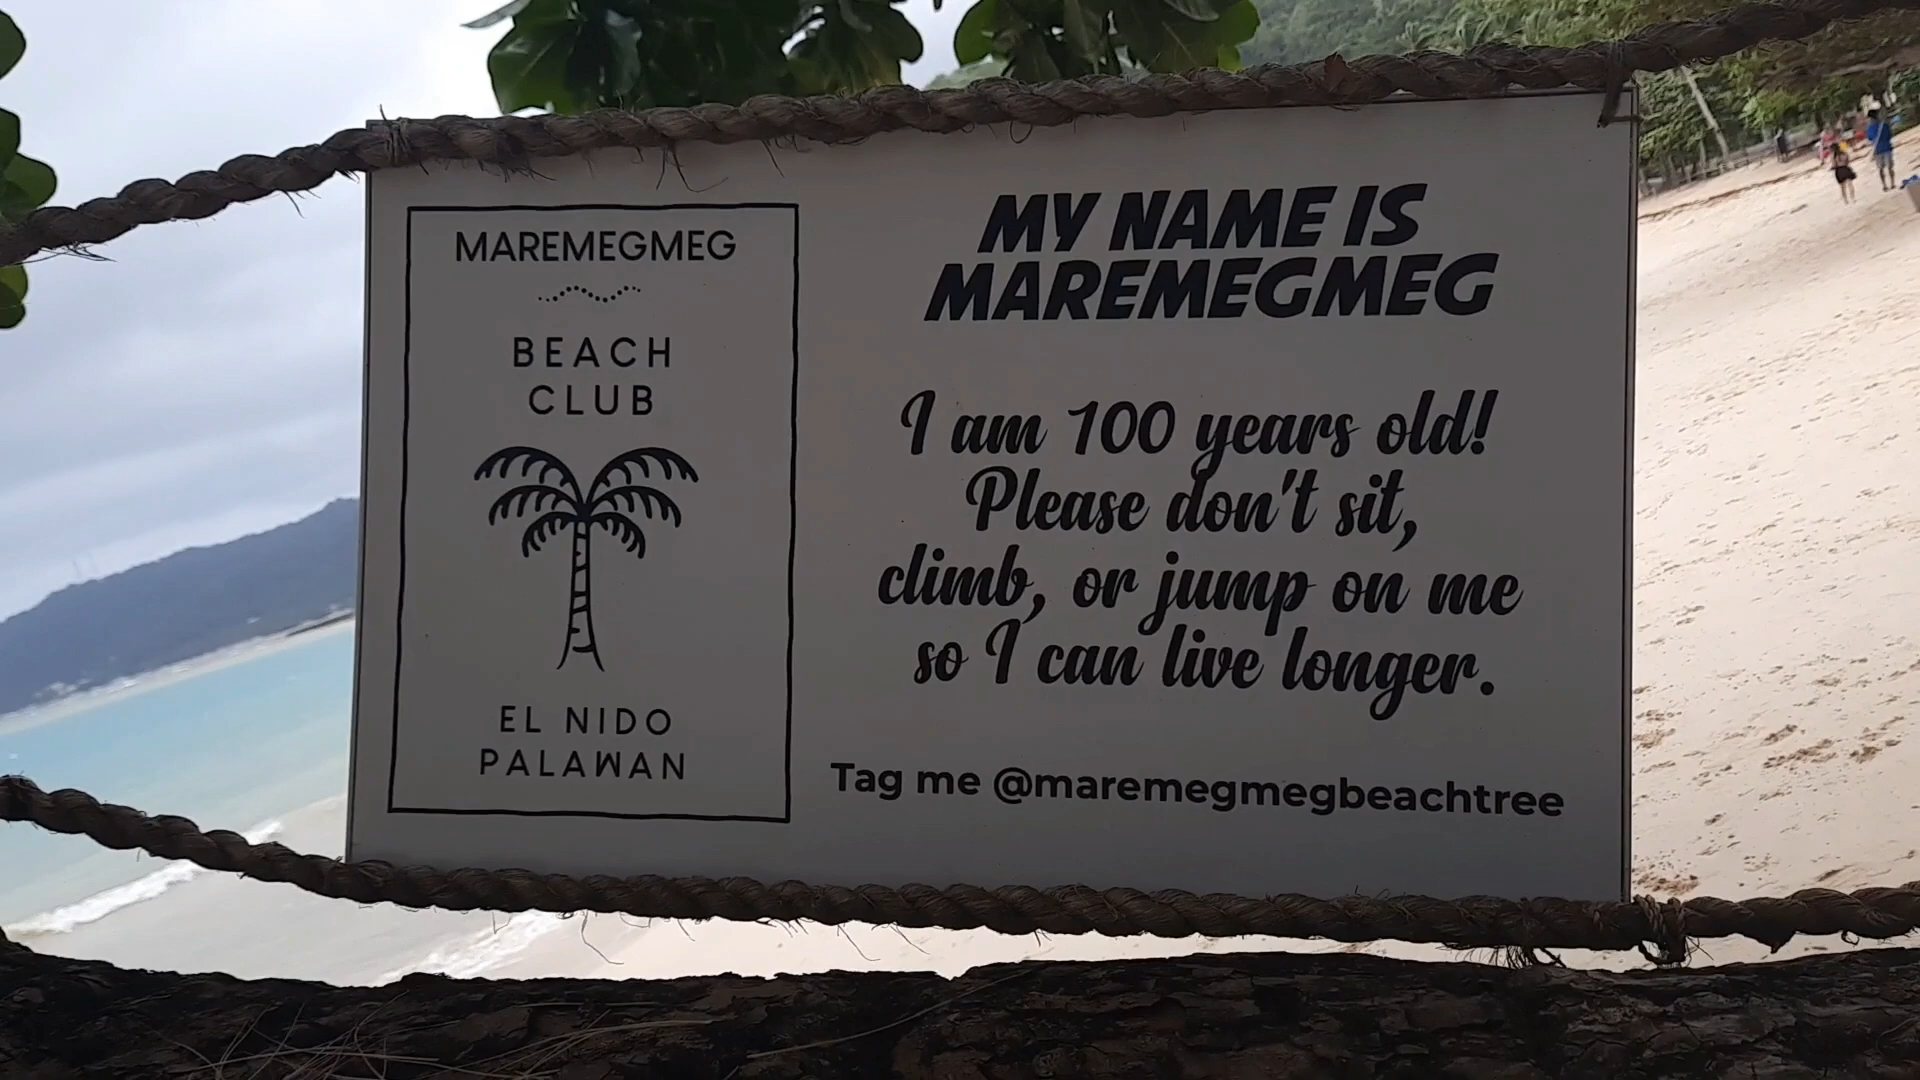 MAREMEGMEG
BEACH
CLUB
EL NIDO
PALAWAN
MY NAME IS
MAREMEGMEG
I am 100 years old!
Please don't sit,
climb, or jump on me
so I can live longer.
Tag me @maremegmegbeachtree